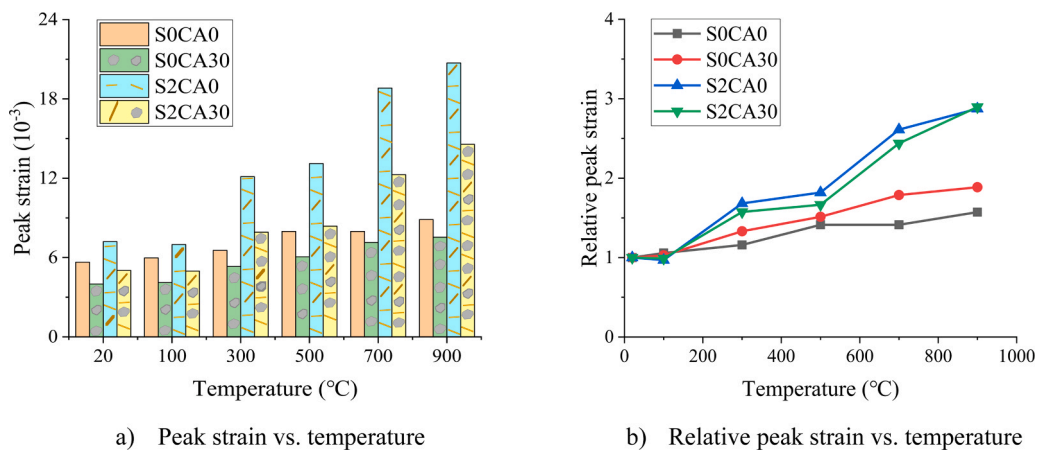 24
18
12
6
0
Peak strain (10⁻³)
S0CA0
S0CA30
S2CA0
S2CA30
20 100 300 500 700 900
Temperature (℃)
a) Peak strain vs. temperature
4
3
2
1
0
Relative peak strain
S0CA0
S0CA30
S2CA0
S2CA30
0 200 400 600 800 1000
Temperature (℃)
b) Relative peak strain vs. temperature